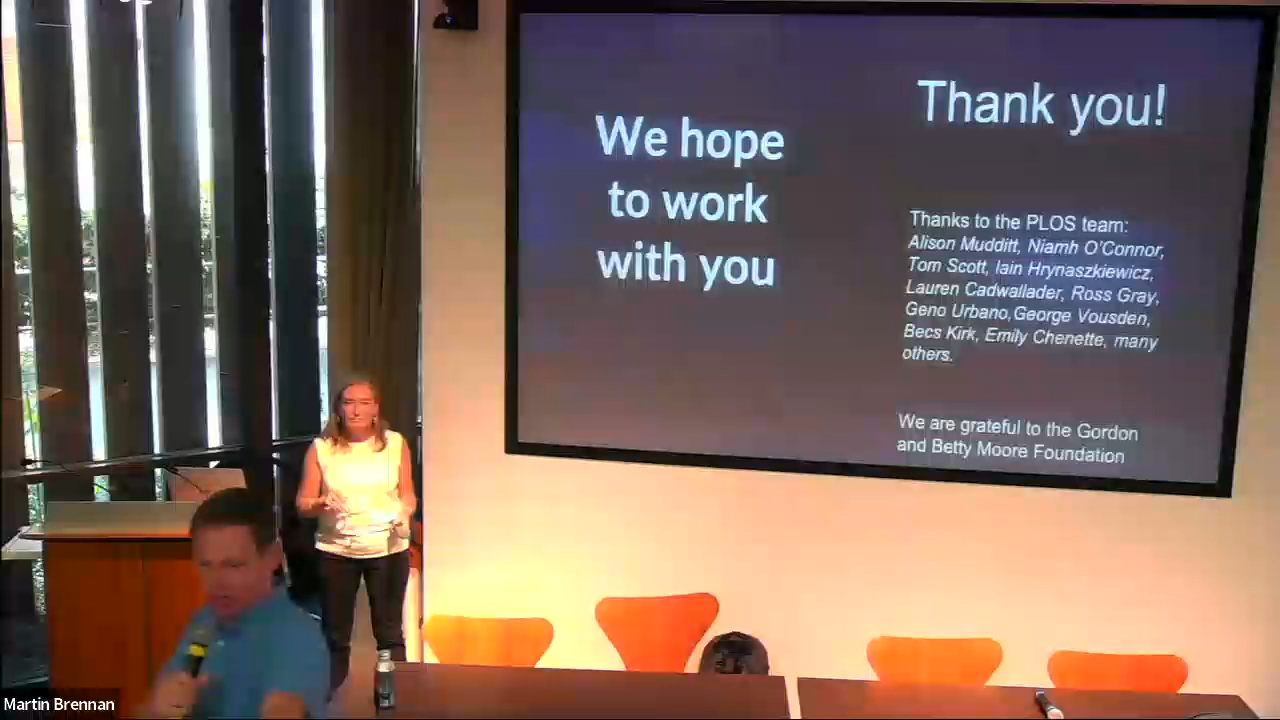 We hope
to work
with you
Thank you!
Thanks to the PLOS team:
Alison Mudditt, Niamh O'Connor,
Tom Scott, Iain Hrynaszkiewicz,
Lauren Cadwallader, Ross Gray,
Geno Urbano,George Vousden,
Becs Kirk, Emily Chenette, many
others.
We are grateful to the Gordon
and Betty Moore Foundation
Martin Brennan